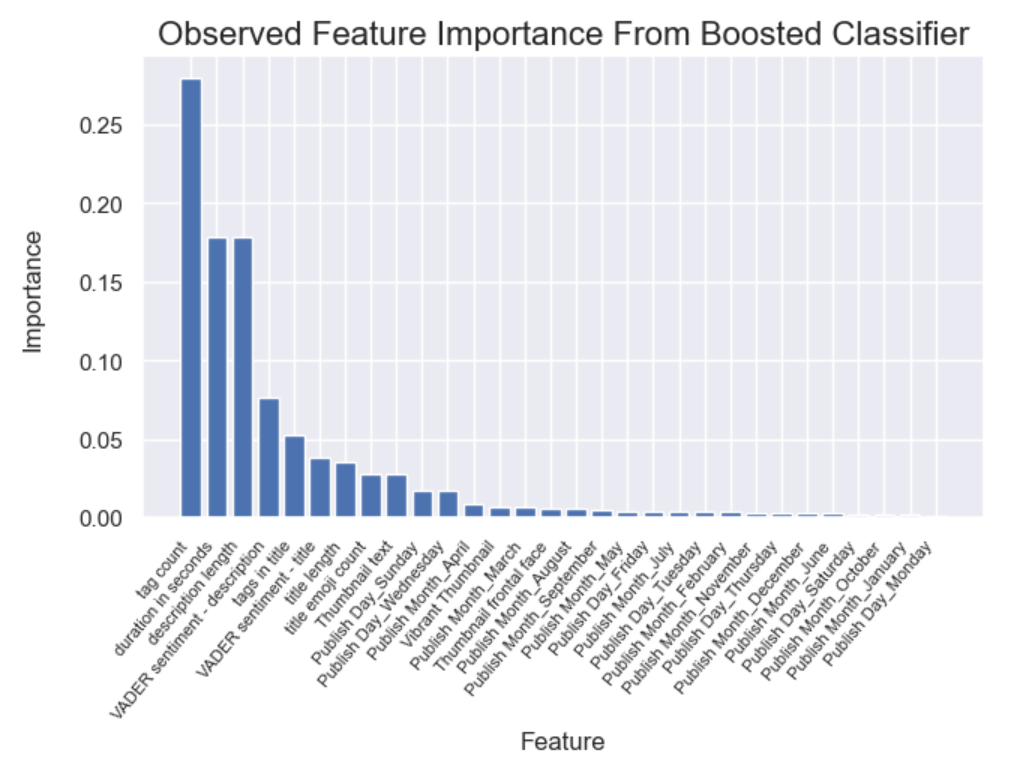 Observed Feature Importance From Boosted Classifier
Importance
0.25
0.20
0.15
0.10
0.05
0.00
tag count
duration in seconds
description length
VADER sentiment - description
tags in title
VADER sentiment - title
title length
title emoji count
Thumbnail text
Publish Day_Sunday
Publish Day_Wednesday
Publish Month_April
Vibrant Thumbnail
Publish Month_March
Thumbnail frontal face
Publish Month_August
Publish Month_September
Publish Month_May
Publish Day_Friday
Publish Month_July
Publish Day_Tuesday
Publish Month_February
Publish Month_November
Publish Day_Thursday
Publish Month_December
Publish Month_June
Publish Day_Saturday
Publish Month_October
Publish Month_January
Publish Day_Monday
Feature